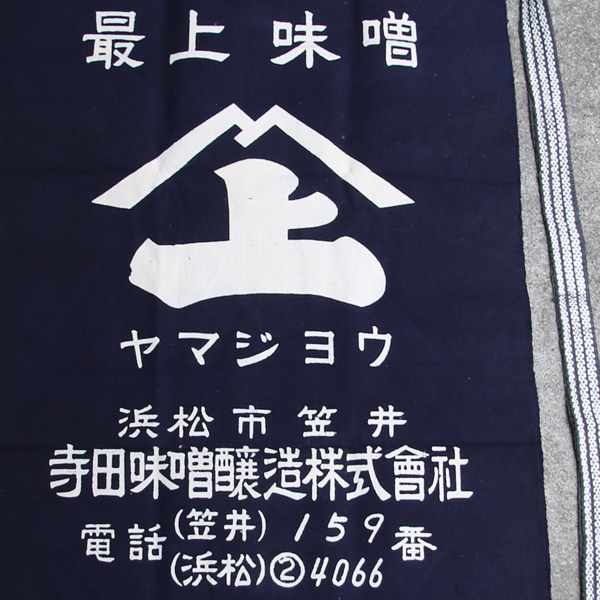 最上味噌
上
ヤマジヨウ
浜松市笠井
寺田味噌醸造株式會社
電話(笠井)159番
(浜松)②4066